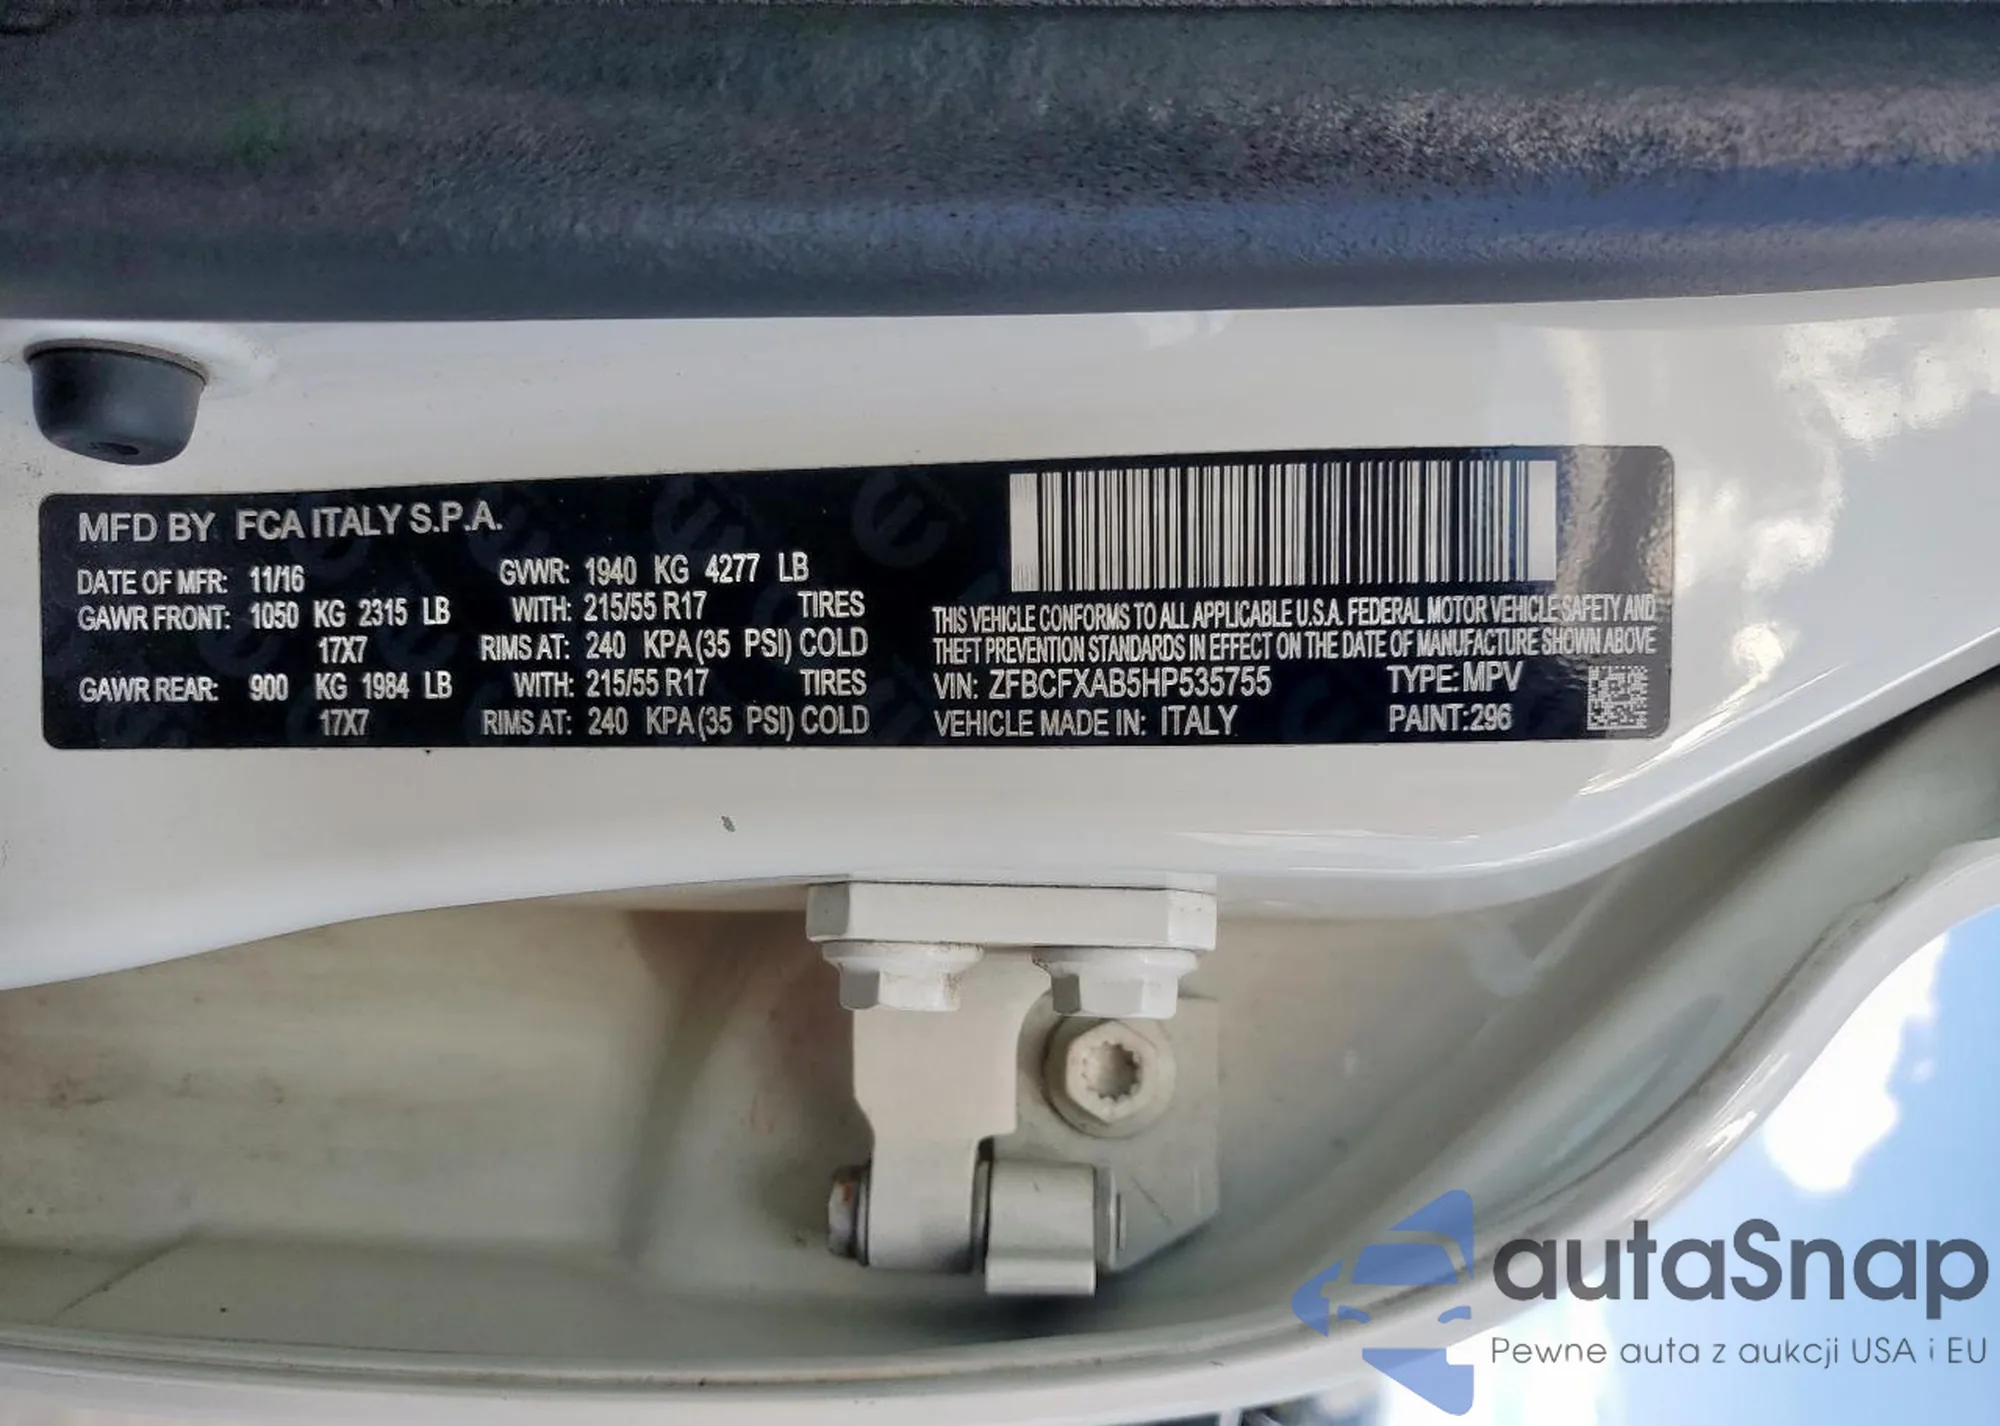 MFD BY FCA ITALY S.P.A.
DATE OF MFR: 11/16 GVWR: 1940 KG 4277 LB
GAWR FRONT: 1050 KG 2315 LB WITH: 215/55 R17 TIRES
17X7 RIMS AT: 240 KPA(35 PSI) COLD
GAWR REAR: 900 KG 1984 LB WITH: 215/55 R17 TIRES
17X7 RIMS AT: 240 KPA(35 PSI) COLD
THIS VEHICLE CONFORMS TO ALL APPLICABLE U.S.A. FEDERAL MOTOR VEHICLE SAFETY AND
THEFT PREVENTION STANDARDS IN EFFECT ON THE DATE OF MANUFACTURE SHOWN ABOVE
VIN: ZFBCFXAB5HP535755 TYPE:MPV
VEHICLE MADE IN: ITALY PAINT:296
autaSnap
Pewne auta z aukcji USA i EU